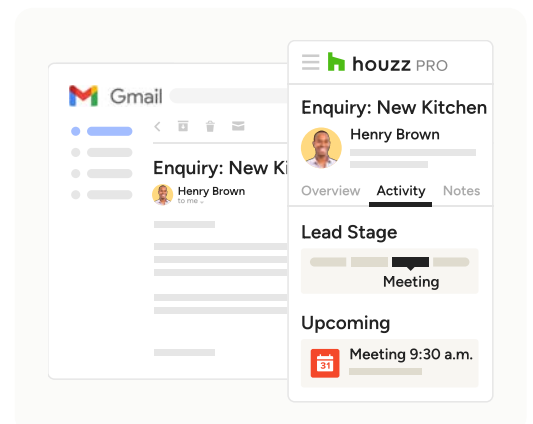 Gmail
Enquiry: New Ki
Henry Brown
to me
houzz PRO
Enquiry: New Kitchen
Henry Brown
Overview Activity Notes
Lead Stage
Meeting
Upcoming
31
Meeting 9:30 a.m.